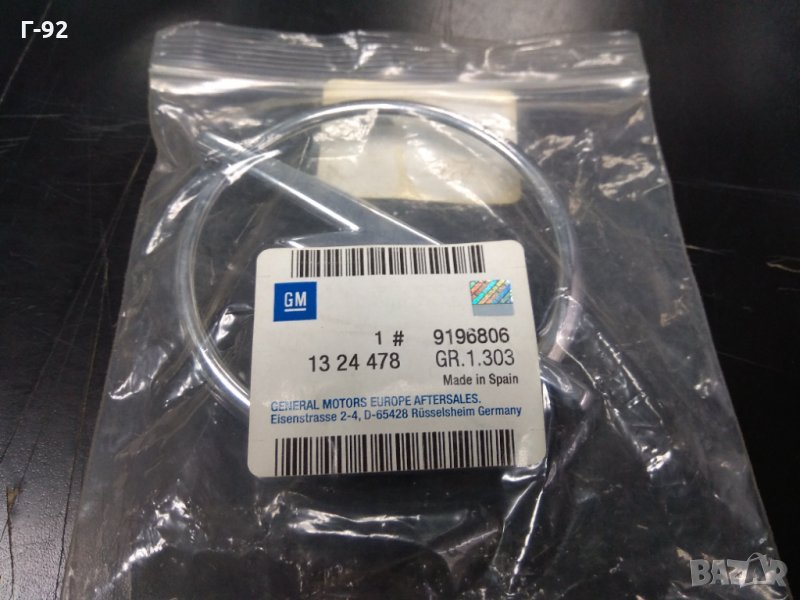 Г-92
GM
1 # 9196806
13 24 478 GR.1.303
Made in Spain
GENERAL MOTORS EUROPE AFTERSALES.
Eisenstrasse 2-4, D-65428 Rüsselsheim Germany
BAZAR